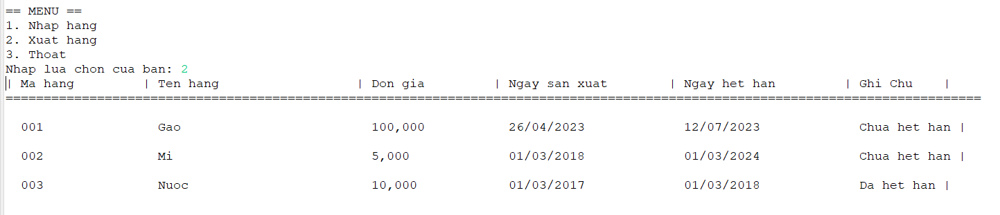 == MENU ==
1. Nhap hang
2. Xuat hang
3. Thoat
Nhap lua chon cua ban: 2
| Ma hang | Ten hang | Don gia | Ngay san xuat | Ngay het han | Ghi Chu |
=================================================================================================================================
001 Gao 100,000 26/04/2023 12/07/2023 Chua het han |
002 Mi 5,000 01/03/2018 01/03/2024 Chua het han |
003 Nuoc 10,000 01/03/2017 01/03/2018 Da het han |